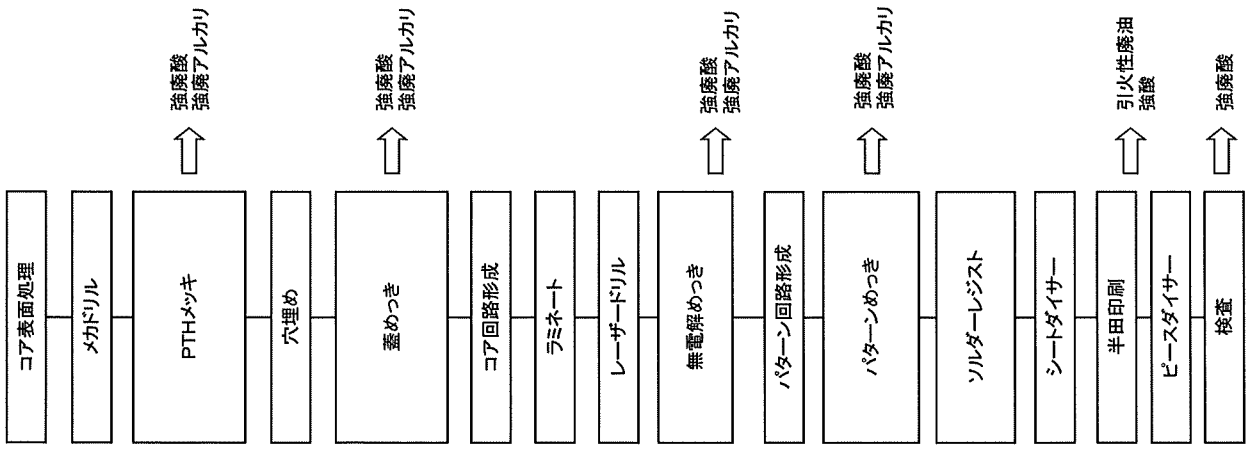 コア表面処理
メカドリル
PTHメッキ
強廃酸
強廃アルカリ
穴埋め
蓋めっき
強廃酸
強廃アルカリ
コア回路形成
ラミネート
レーザードリル
無電解めっき
強廃酸
強廃アルカリ
パターン回路形成
パターンめっき
強廃酸
強廃アルカリ
ソルダーレジスト
シートダイサー
半田印刷
引火性廃油
強酸
ピースダイサー
検査
強廃酸